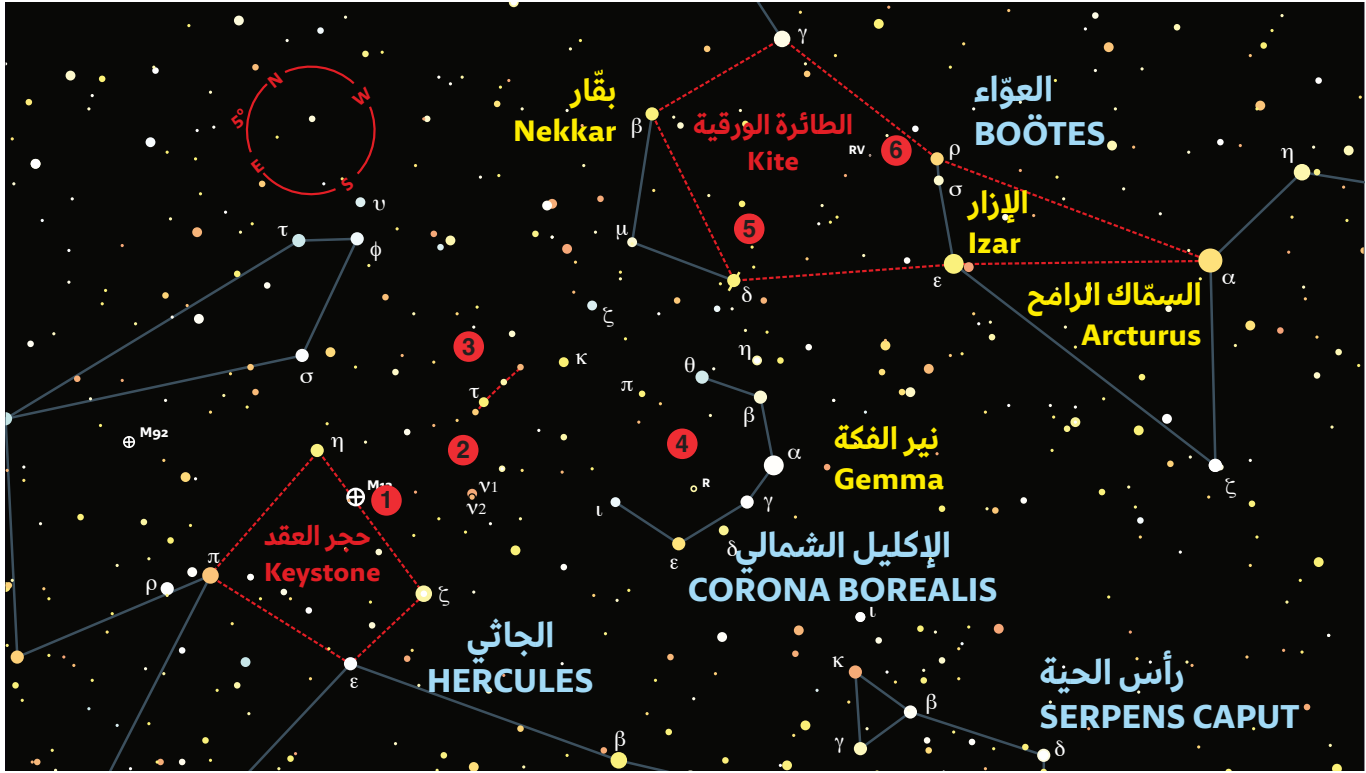 γ
بقّار
Nekkar
β
الطائرة الورقية
Kite
RV
6
ρ
σ
العوّاء
BOÖTES
η
N
W
5°
E
S
υ
τ
φ
μ
5
الإزار
Izar
ε
α
δ
السمّاك الرامح
Arcturus
ζ
σ
3
κ
τ
θ
η
π
β
نير الفكة
Gemma
M92
η
2
4
α
ζ
M13
1
ν1
ν2
R
ι
γ
حجر العقد
Keystone
π
ρ
ζ
ε
δ
الإكليل الشمالي
CORONA BOREALIS
ι
الجاثي
HERCULES
ε
κ
β
γ
رأس الحية
SERPENS CAPUT
δ
β